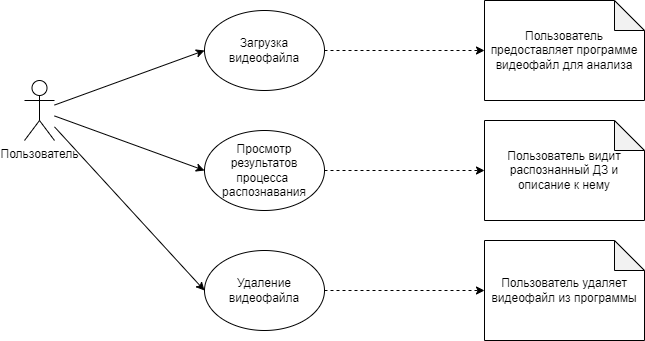 Загрузка
видеофайла
Пользователь
предоставляет программе
видеофайл для анализа
Пользователь
Просмотр
результатов
процесса
распознавания
Пользователь видит
распознанный ДЗ и
описание к нему
Удаление
видеофайла
Пользователь удаляет
видеофайл из программы